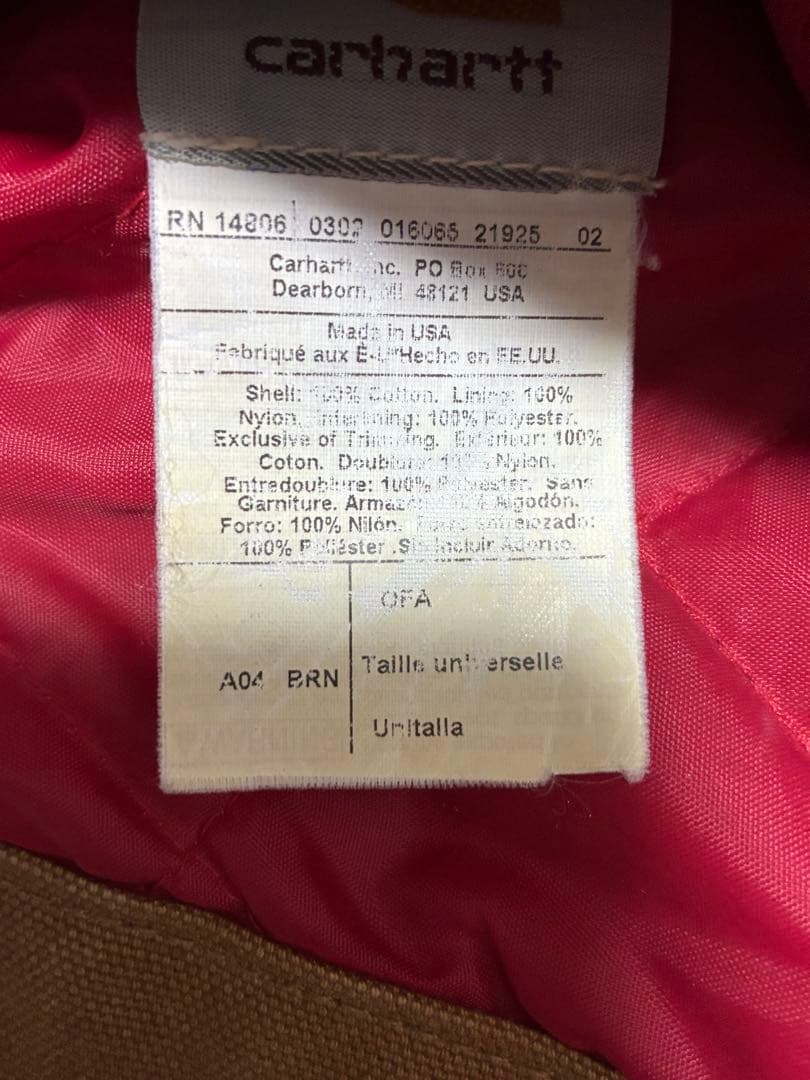 carhartt
RN 14806 0302 016065 21925 02
Carhartt, Inc. PO Box 600
Dearborn, MI 48121 USA
Made in USA
Fabriqué aux É-U Hecho en EE.UU.
Shell: 100% Cotton. Lining: 100%
Nylon. Interlining: 100% Polyester.
Exclusive of Trimming. Extérieur: 100%
Coton. Doublure: 100% Nylon.
Entredoublure: 100% Polyester. Sans
Garniture. Armazón: 100% Algodón.
Forro: 100% Nilón. Forro entrelazado:
100% Poliéster .Sin Incluir Adorno.
A04 BRN
OFA
Taille universelle
Unitalla